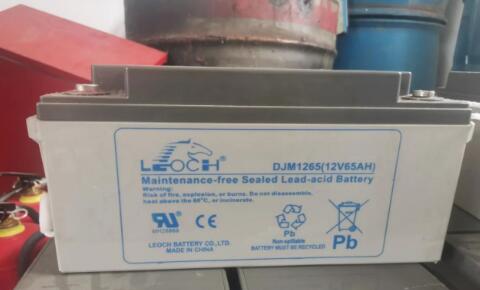 LEOCH®
DJM1265(12V65AH)
Maintenance-free Sealed Lead-acid Battery
Warning:
Risk of fire, explosion, or burns. Do not disassemble,
heat above the 60°C, or incinerate.
CE
LEOCH BATTERY CO.,LTD.
MADE IN CHINA
Pb
Non-spillable
BATTERY MUST BE RECYCLED
Pb